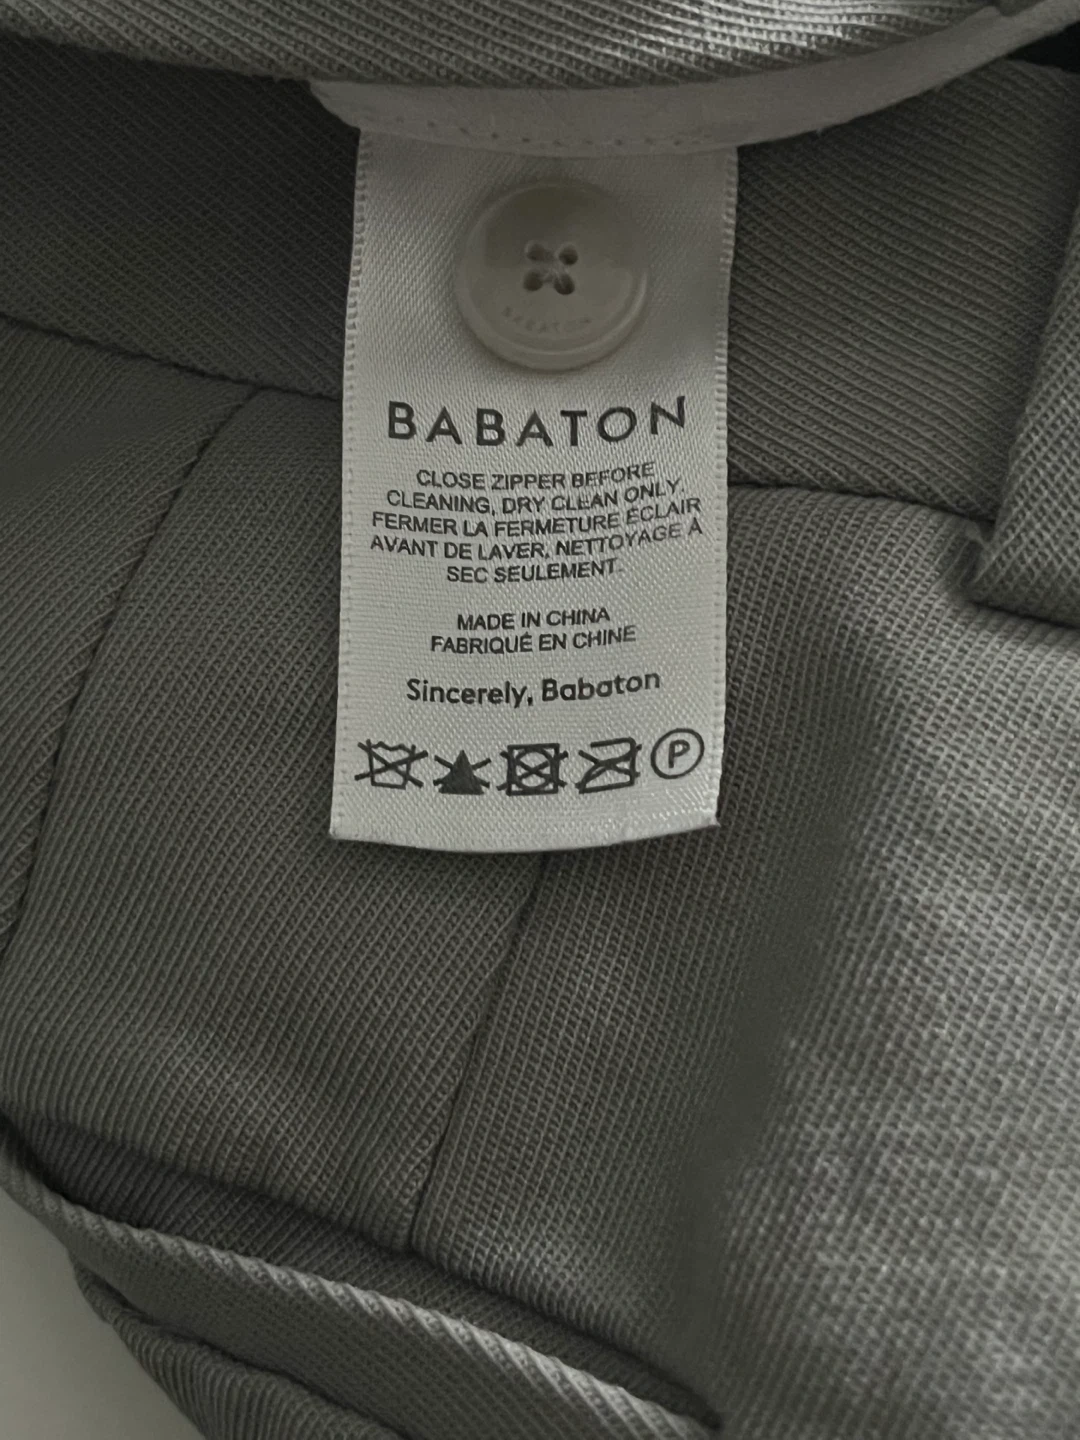 BABATON
BABATON
CLOSE ZIPPER BEFORE
CLEANING, DRY CLEAN ONLY.
FERMER LA FERMETURE ÉCLAIR
AVANT DE LAVER. NETTOYAGE À
SEC SEULEMENT.
MADE IN CHINA
FABRIQUÉ EN CHINE
Sincerely, Babaton
P